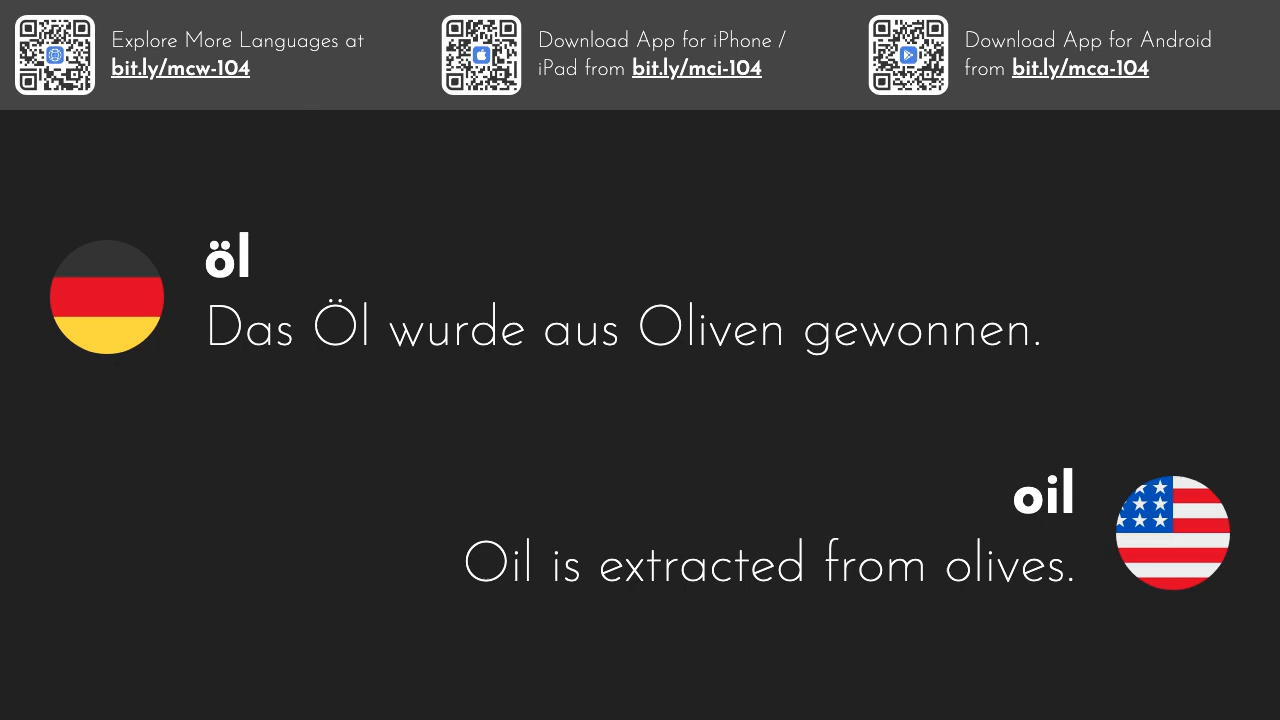 Explore More Languages at
bit.ly/mcw-104
Download App for iPhone /
iPad from bit.ly/mci-104
Download App for Android
from bit.ly/mca-104
öl
Das Öl wurde aus Oliven gewonnen.
oil
Oil is extracted from olives.